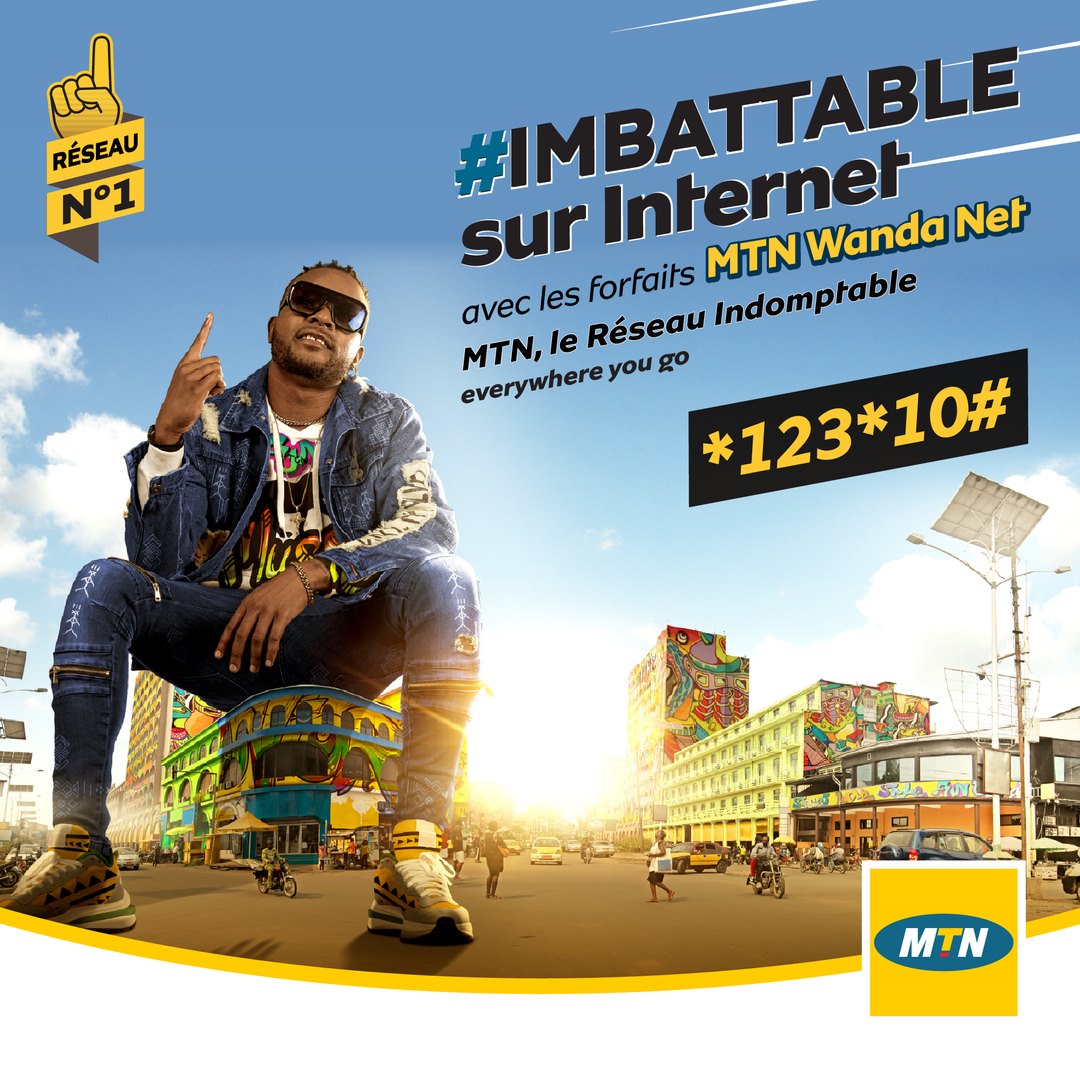 RÉSEAU
N°1
#IMBATTABLE
sur Internet
avec les forfaits MTN Wanda Net
MTN, le Réseau Indomptable
everywhere you go
*123*10#
MTN